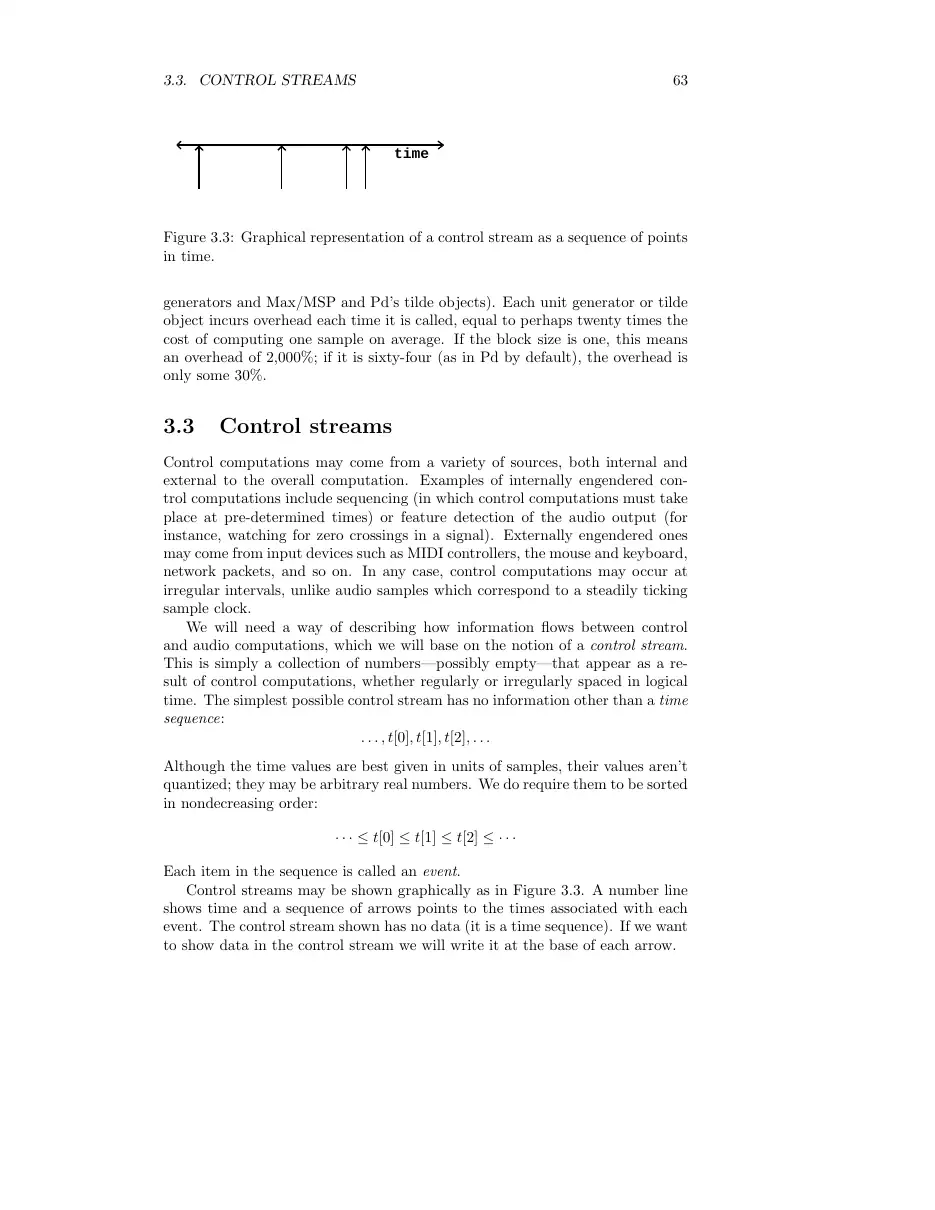 3.3. CONTROL STREAMS 63
time
Figure 3.3: Graphical representation of a control stream as a sequence of points
in time.
generators and Max/MSP and Pd's tilde objects). Each unit generator or tilde
object incurs overhead each time it is called, equal to perhaps twenty times the
cost of computing one sample on average. If the block size is one, this means
an overhead of 2,000%; if it is sixty-four (as in Pd by default), the overhead is
only some 30%.
3.3 Control streams
Control computations may come from a variety of sources, both internal and
external to the overall computation. Examples of internally engendered con-
trol computations include sequencing (in which control computations must take
place at pre-determined times) or feature detection of the audio output (for
instance, watching for zero crossings in a signal). Externally engendered ones
may come from input devices such as MIDI controllers, the mouse and keyboard,
network packets, and so on. In any case, control computations may occur at
irregular intervals, unlike audio samples which correspond to a steadily ticking
sample clock.
We will need a way of describing how information flows between control
and audio computations, which we will base on the notion of a control stream.
This is simply a collection of numbers—possibly empty—that appear as a re-
sult of control computations, whether regularly or irregularly spaced in logical
time. The simplest possible control stream has no information other than a time
sequence:
. . . , t[0], t[1], t[2], . . .
Although the time values are best given in units of samples, their values aren't
quantized; they may be arbitrary real numbers. We do require them to be sorted
in nondecreasing order:
· · · ≤ t[0] ≤ t[1] ≤ t[2] ≤ · · ·
Each item in the sequence is called an event.
Control streams may be shown graphically as in Figure 3.3. A number line
shows time and a sequence of arrows points to the times associated with each
event. The control stream shown has no data (it is a time sequence). If we want
to show data in the control stream we will write it at the base of each arrow.